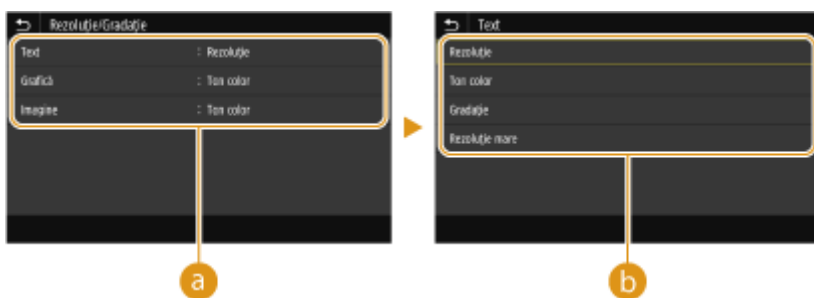 Rezoluție/Gradație
Text : Rezoluție
Grafică : Ton color
Imagine : Ton color
a
Text
Rezoluție
Ton color
Gradație
Rezoluție mare
b